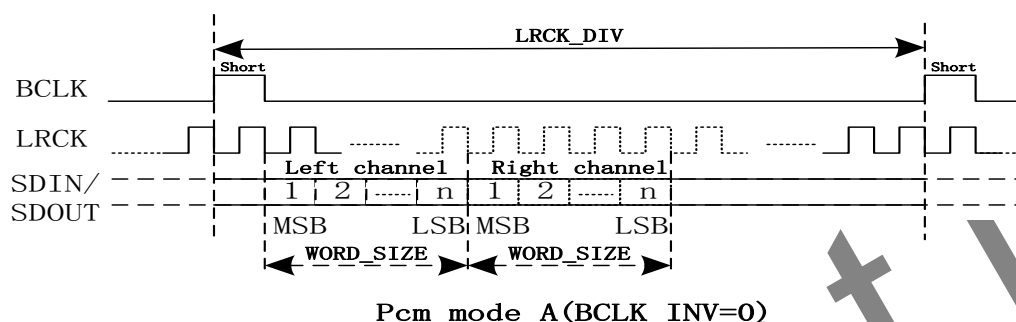 LRCK_DIV
Short Short
BCLK
LRCK
Left channel Right channel
SDIN/ 1 2 n 1 2 n
SDOUT
MSB LSB MSB LSB
WORD_SIZE WORD_SIZE
Pcm mode A(BCLK INV=0)